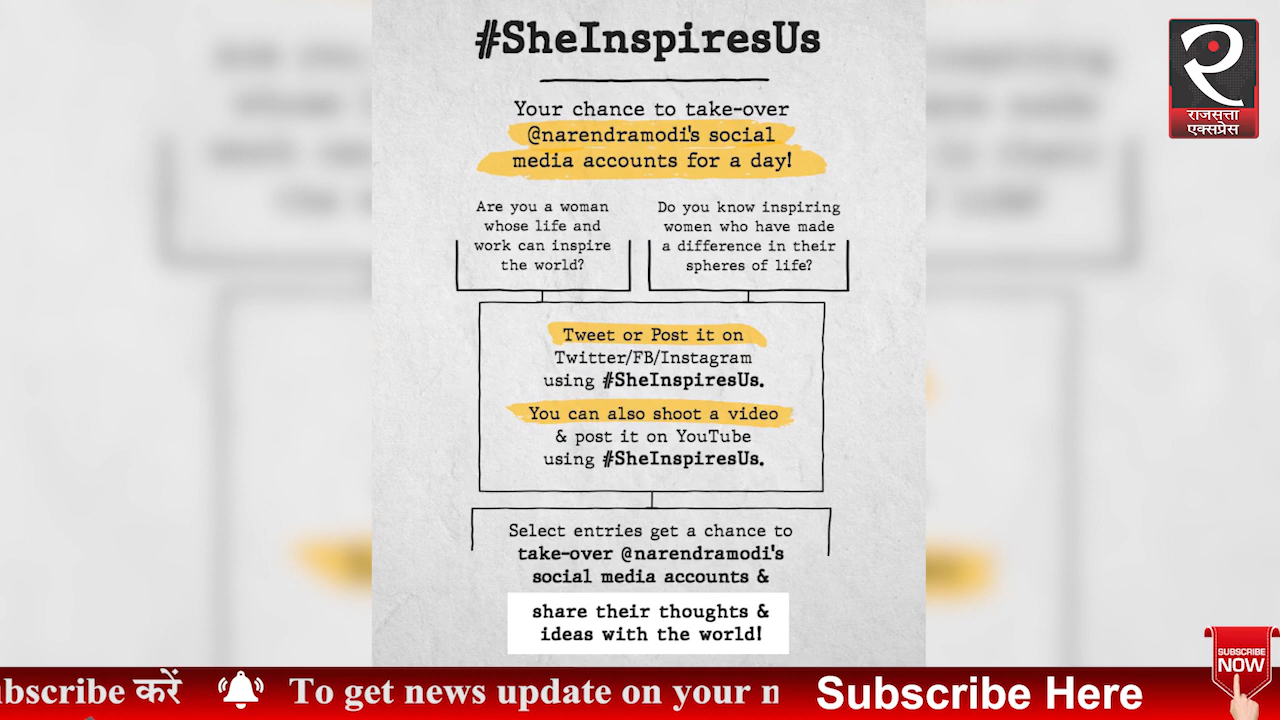 #SheInspiresUs
Your chance to take-over
@narendramodi's social
media accounts for a day!
Are you a woman
whose life and
work can inspire
the world?
Do you know inspiring
women who have made
a difference in their
spheres of life?
Tweet or Post it on
Twitter/FB/Instagram
using #SheInspiresUs.
You can also shoot a video
& post it on YouTube
using #SheInspiresUs.
Select entries get a chance to
take-over @narendramodi's
social media accounts &
share their thoughts &
ideas with the world!
राजसत्ता
एक्सप्रेस
SUBSCRIBE
NOW
ubscribe करें To get news update on your n
Subscribe Here